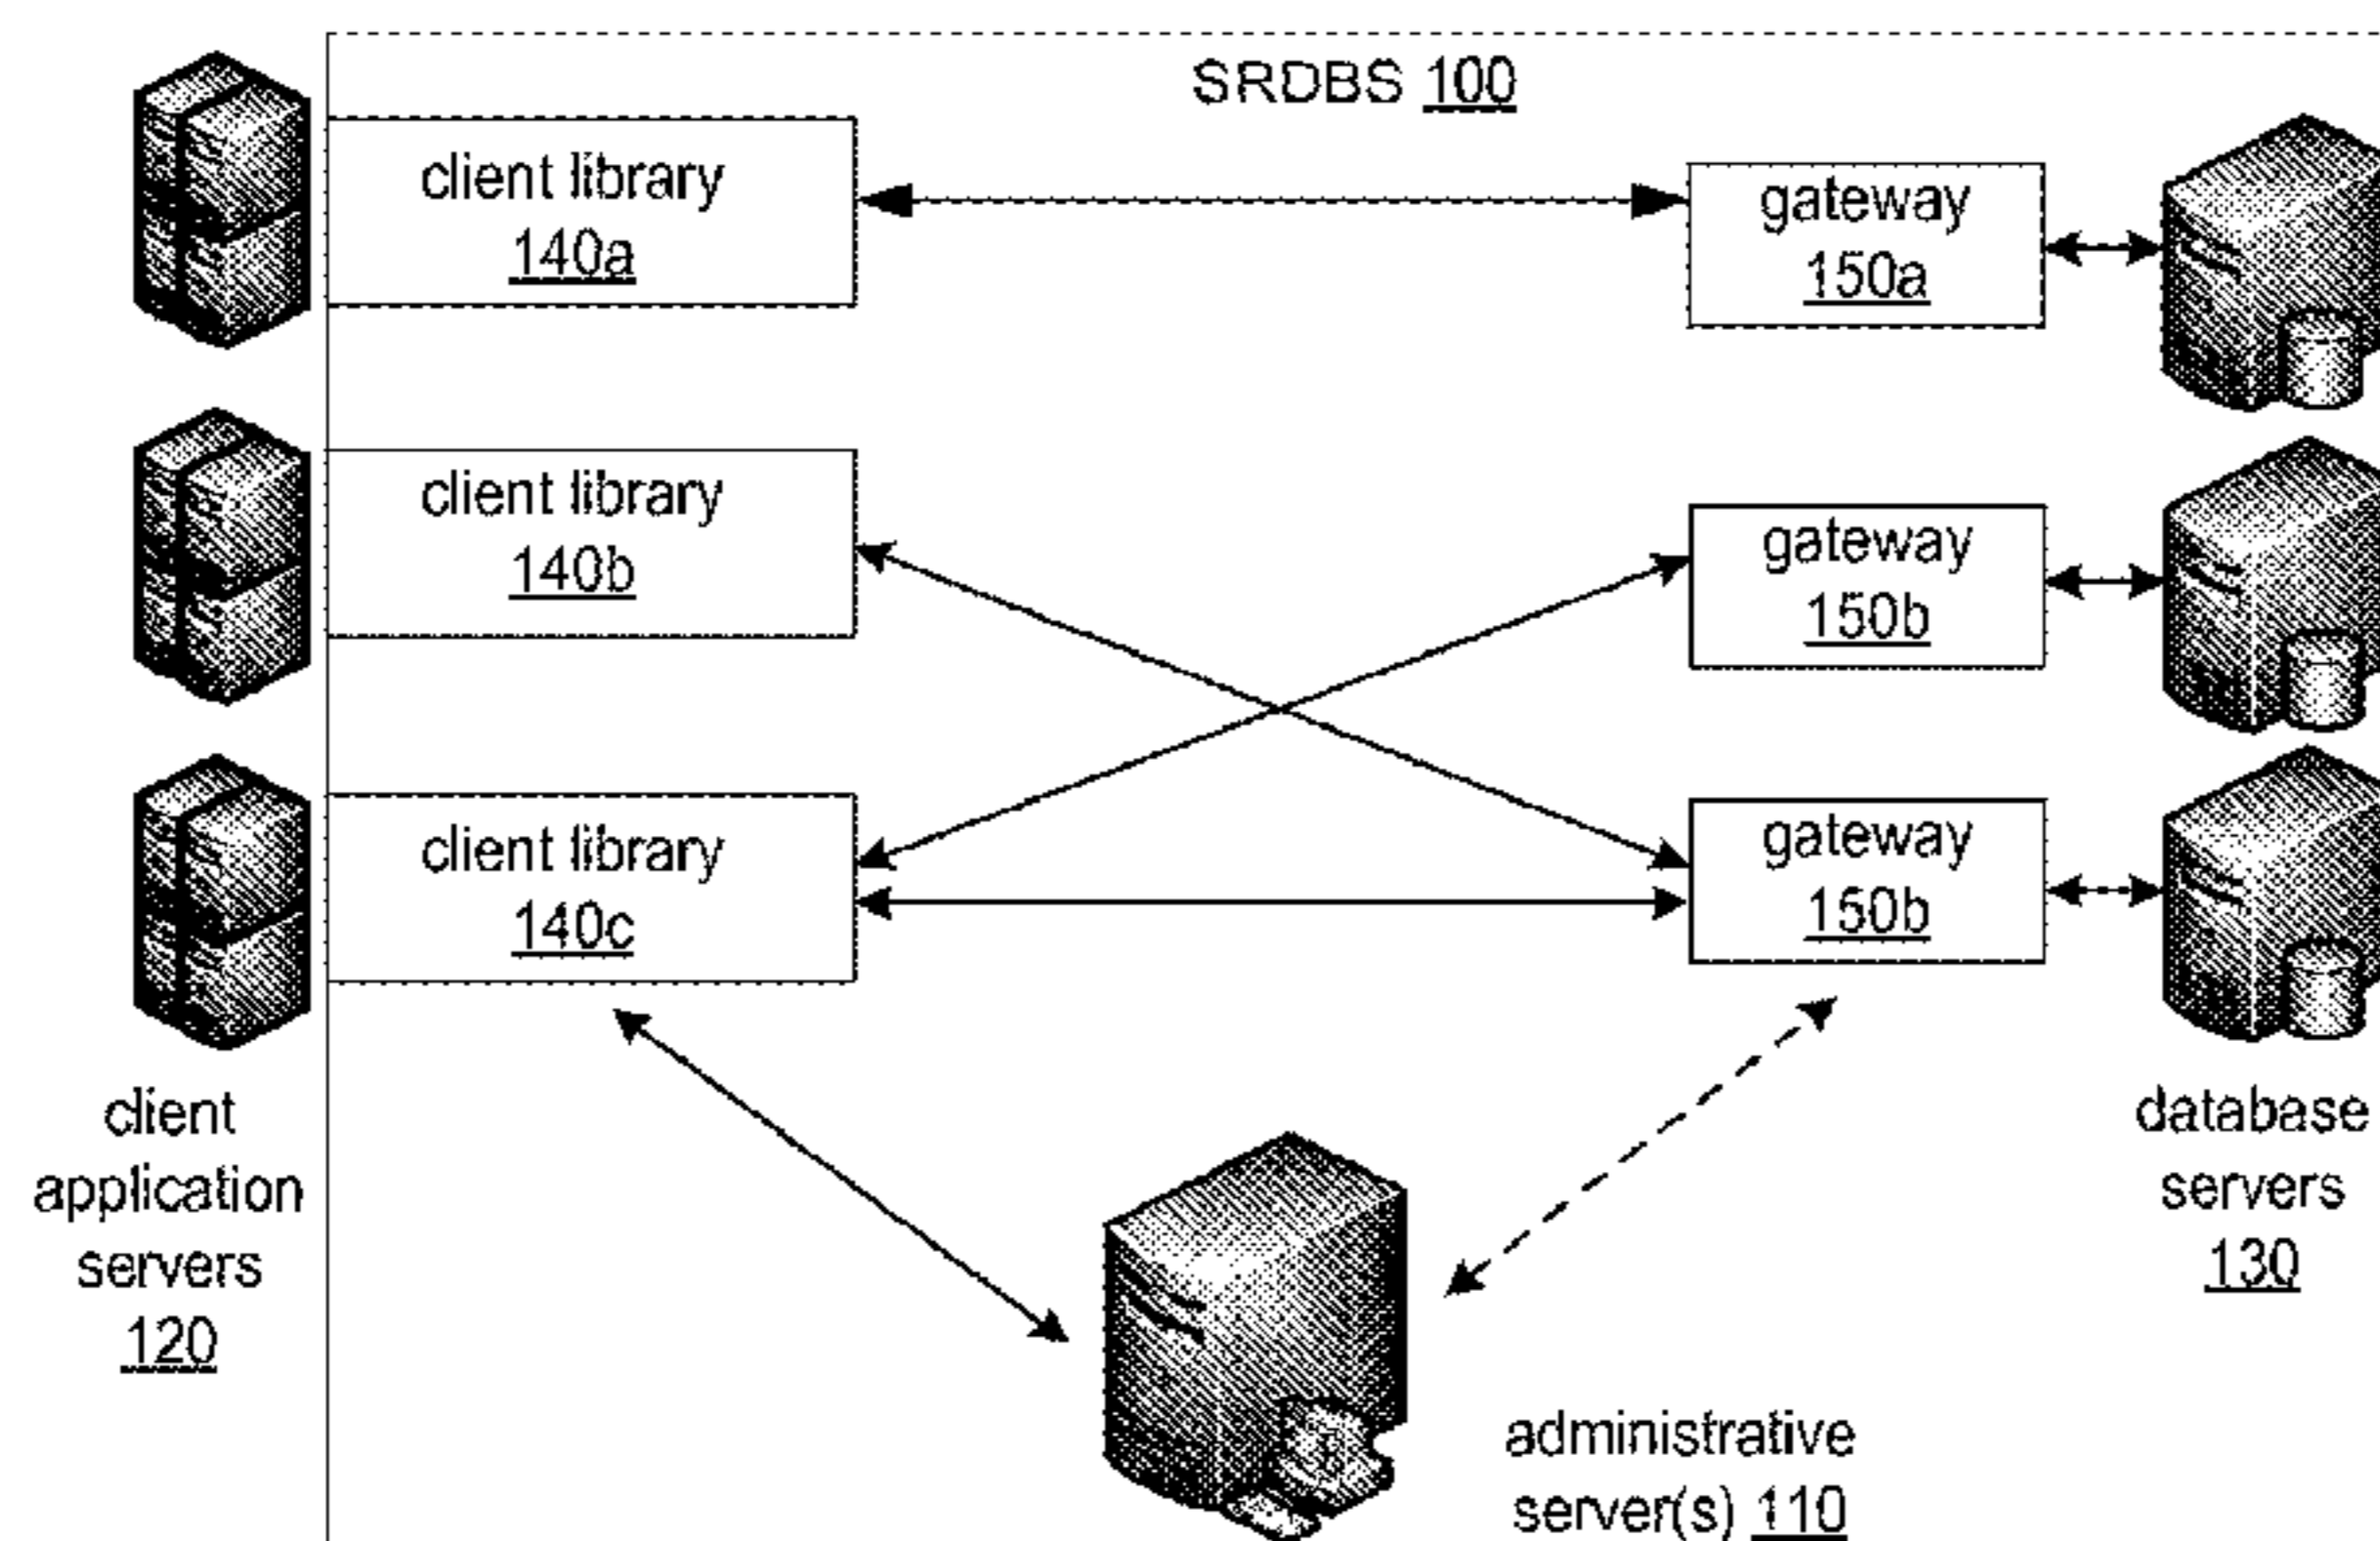 SRDBS 100
client library
140a
gateway
150a
client library
140b
gateway
150b
client library
140c
gateway
150b
client
application
servers
120
database
servers
130
administrative
server(s) 110